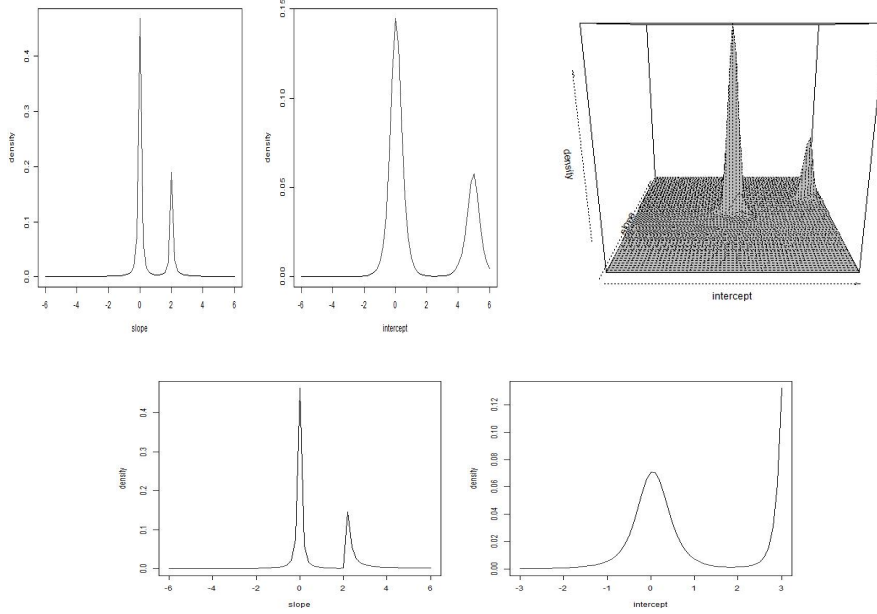 density
0.0 0.1 0.2 0.3 0.4
-6 -4 -2 0 2 4 6
slope
density
0.00 0.05 0.10 0.15
-6 -4 -2 0 2 4 6
intercept
density
slope
intercept
density
0.0 0.1 0.2 0.3 0.4
-6 -4 -2 0 2 4 6
slope
density
0.00 0.02 0.04 0.06 0.08 0.10 0.12
-3 -2 -1 0 1 2 3
intercept